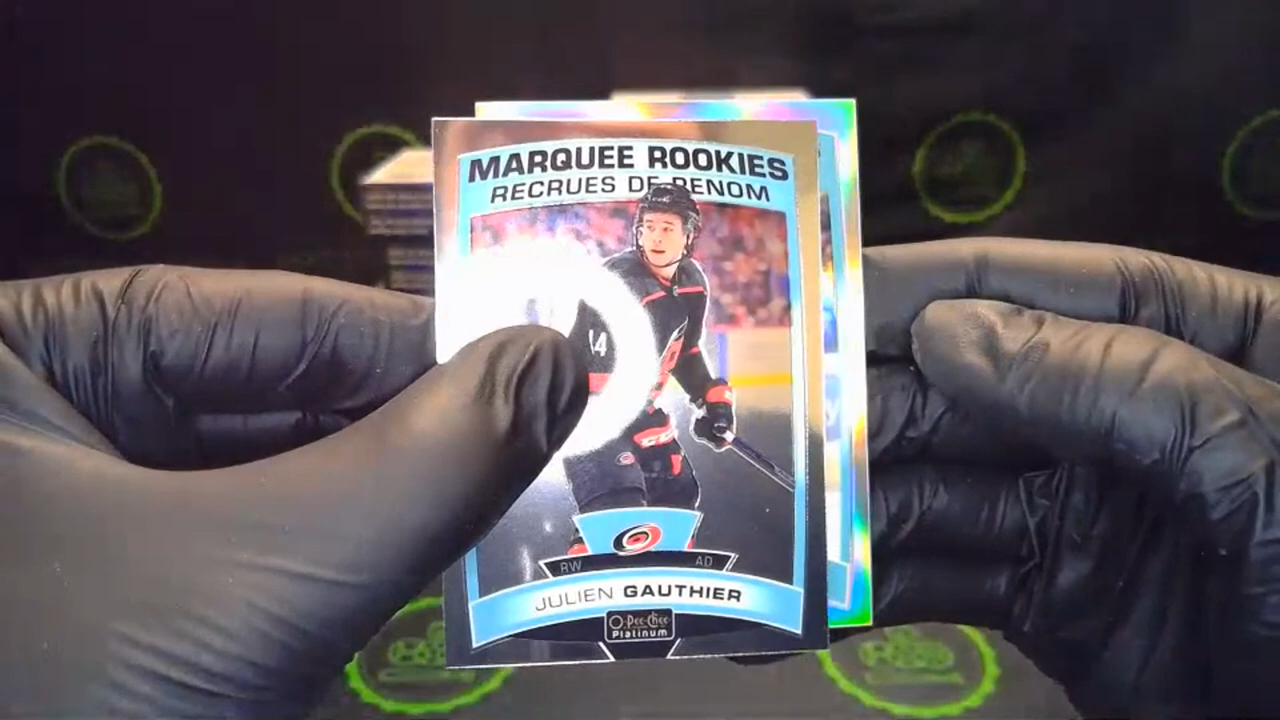 MARQUEE ROOKIES
RECRUES DE RENOM
14
RW
AD
JULIEN GAUTHIER
O-Pee-Chee
Platinum